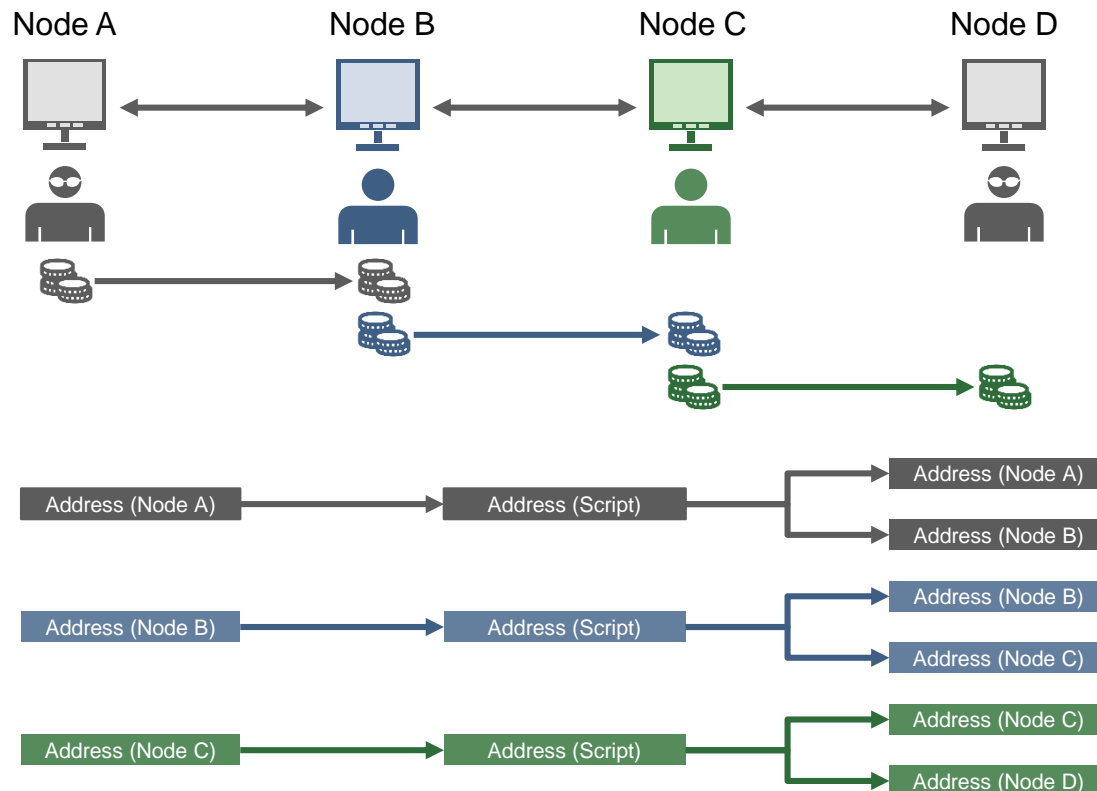 Node A
Node B
Node C
Node D
Address (Node A)
Address (Script)
Address (Node A)
Address (Node B)
Address (Node B)
Address (Script)
Address (Node B)
Address (Node C)
Address (Node C)
Address (Script)
Address (Node C)
Address (Node D)